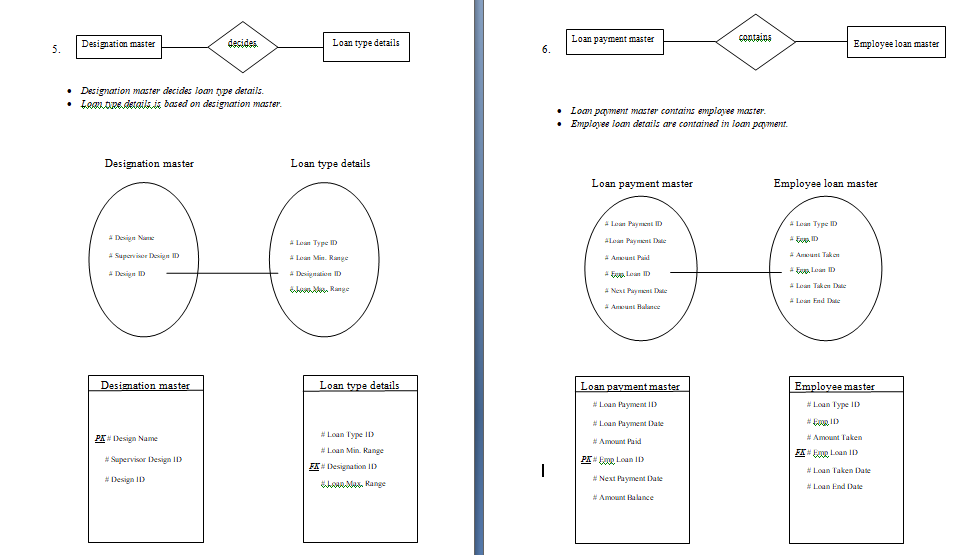 5.
Designation master
decides
Loan type details
• Designation master decides loan type details.
• Loan type details is based on designation master.
Designation master
Loan type details
# Design Name
# Supervisor Design ID
# Design ID
# Loan Type ID
# Loan Min. Range
# Designation ID
# Loan Max. Range
Designation master
PK # Design Name
# Supervisor Design ID
# Design ID
Loan type details
# Loan Type ID
# Loan Min. Range
FK # Designation ID
# Loan Max. Range
6.
Loan payment master
contains
Employee loan master
• Loan payment master contains employee master.
• Employee loan details are contained in loan payment.
Loan payment master
Employee loan master
# Loan Payment ID
#Loan Payment Date
# Amount Paid
# Emp Loan ID
# Next Payment Date
# Amount Balance
# Loan Type ID
# Emp ID
# Amount Taken
# Emp Loan ID
# Loan Taken Date
# Loan End Date
Loan payment master
# Loan Payment ID
# Loan Payment Date
# Amount Paid
PK # Emp Loan ID
# Next Payment Date
# Amount Balance
Employee master
# Loan Type ID
# Emp ID
# Amount Taken
FK # Emp Loan ID
# Loan Taken Date
# Loan End Date